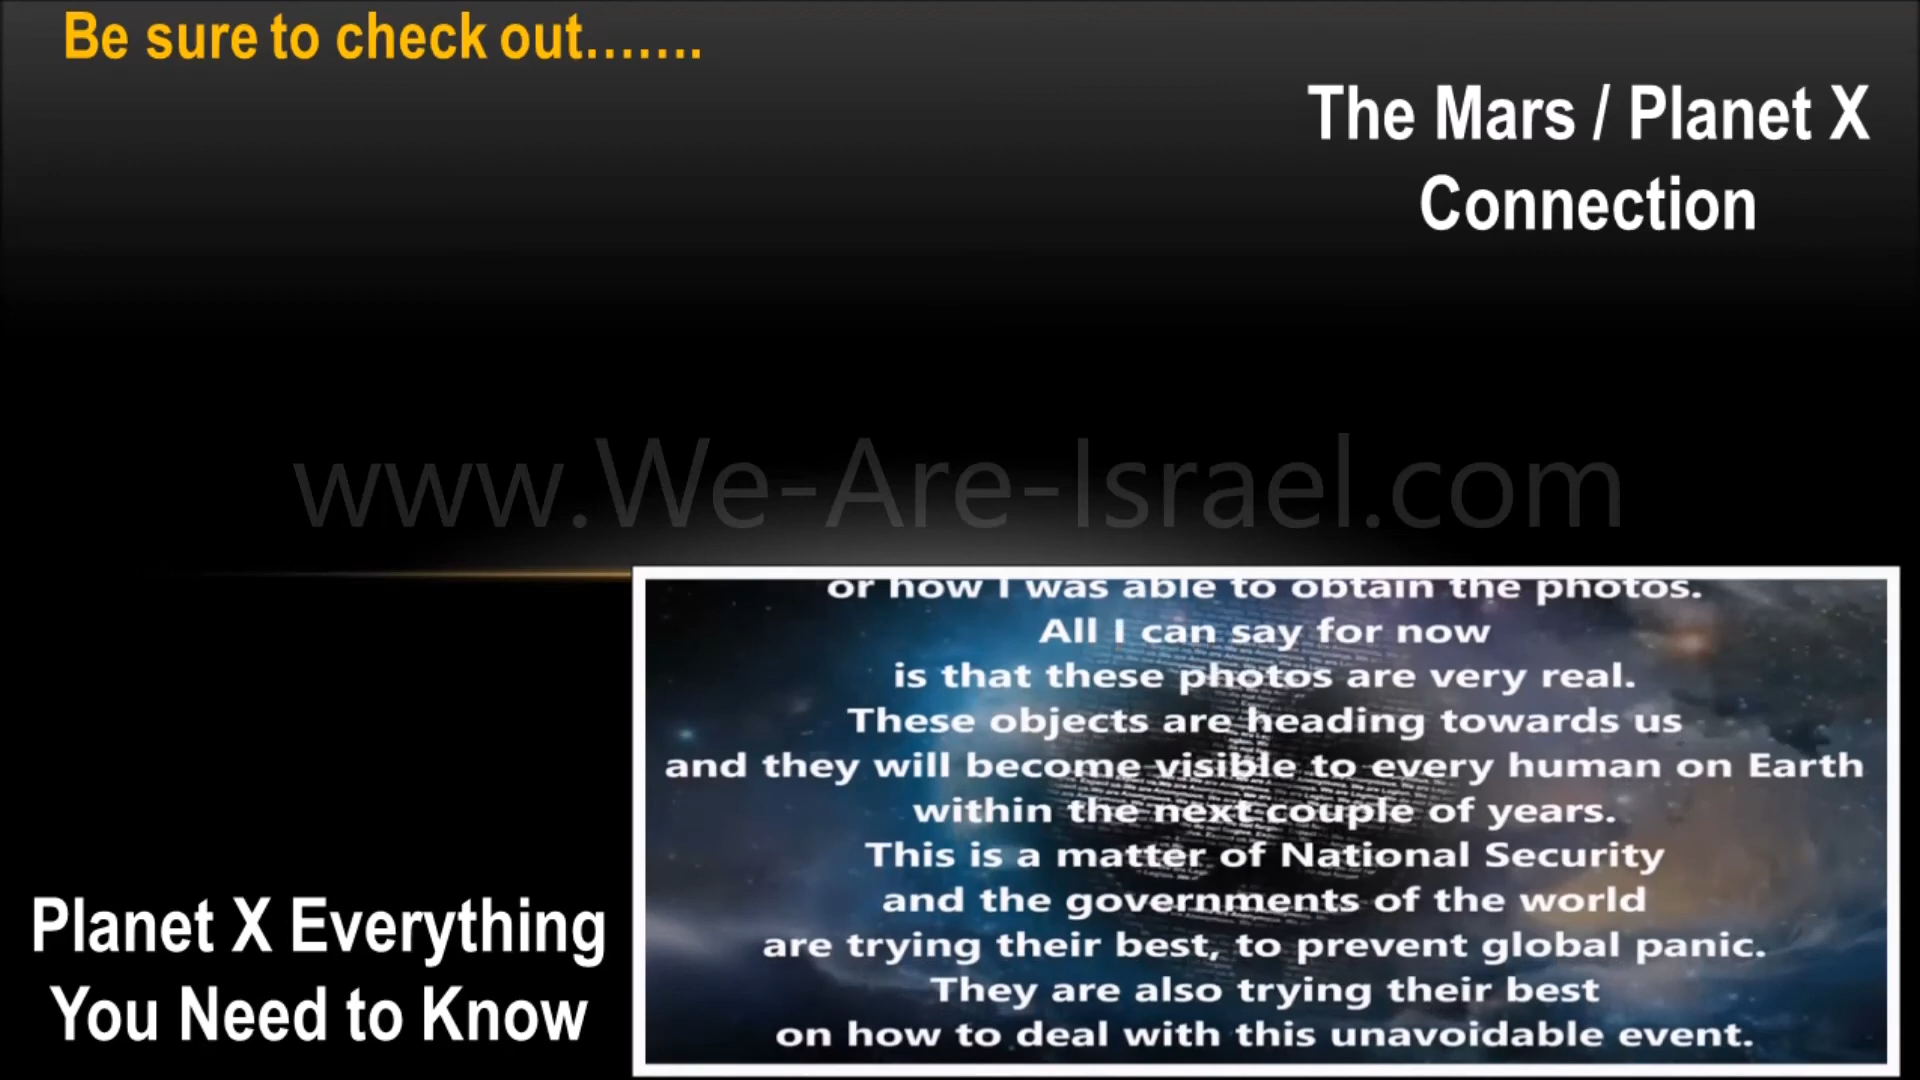 Be sure to check out…….
The Mars / Planet X
Connection
www.We-Are-Israel.com
or how I was able to obtain the photos.
All I can say for now
is that these photos are very real.
These objects are heading towards us
and they will become visible to every human on Earth
within the next couple of years.
This is a matter of National Security
and the governments of the world
are trying their best, to prevent global panic.
They are also trying their best
on how to deal with this unavoidable event.
Planet X Everything
You Need to Know